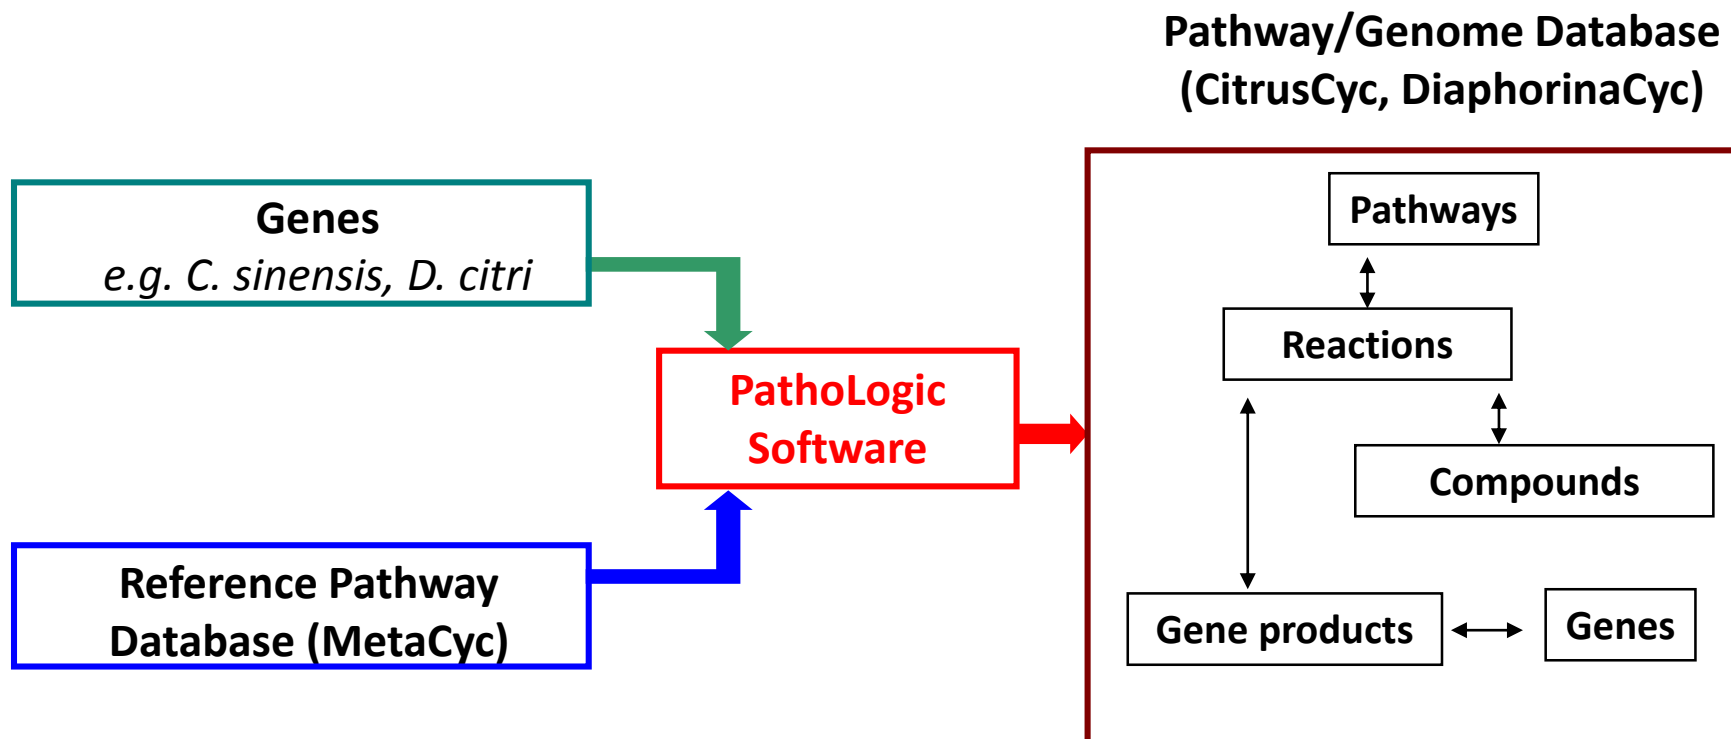 Pathway/Genome Database
(CitrusCyc, DiaphorinaCyc)
Genes
e.g. C. sinensis, D. citri
PathoLogic
Software
Reference Pathway
Database (MetaCyc)
Pathways
Reactions
Compounds
Gene products
Genes